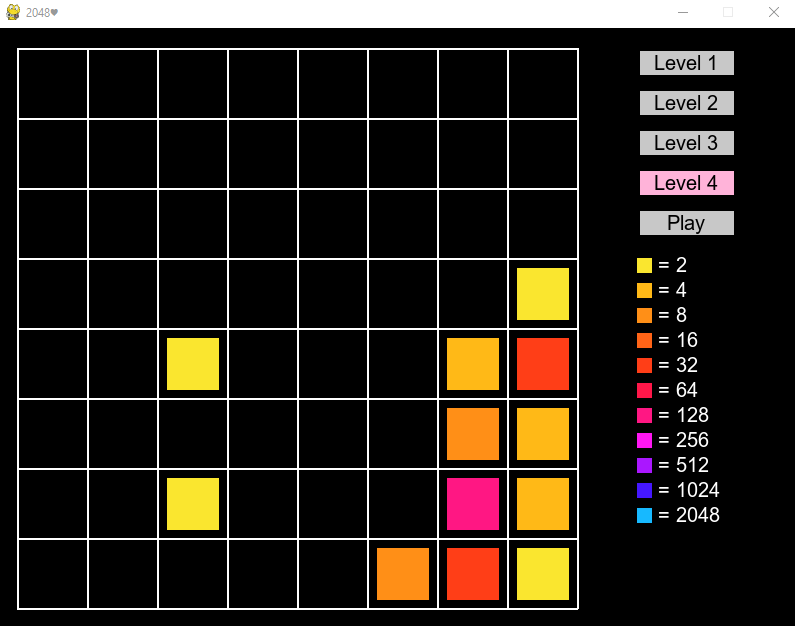 2048♥
Level 1
Level 2
Level 3
Level 4
Play
= 2
= 4
= 8
= 16
= 32
= 64
= 128
= 256
= 512
= 1024
= 2048